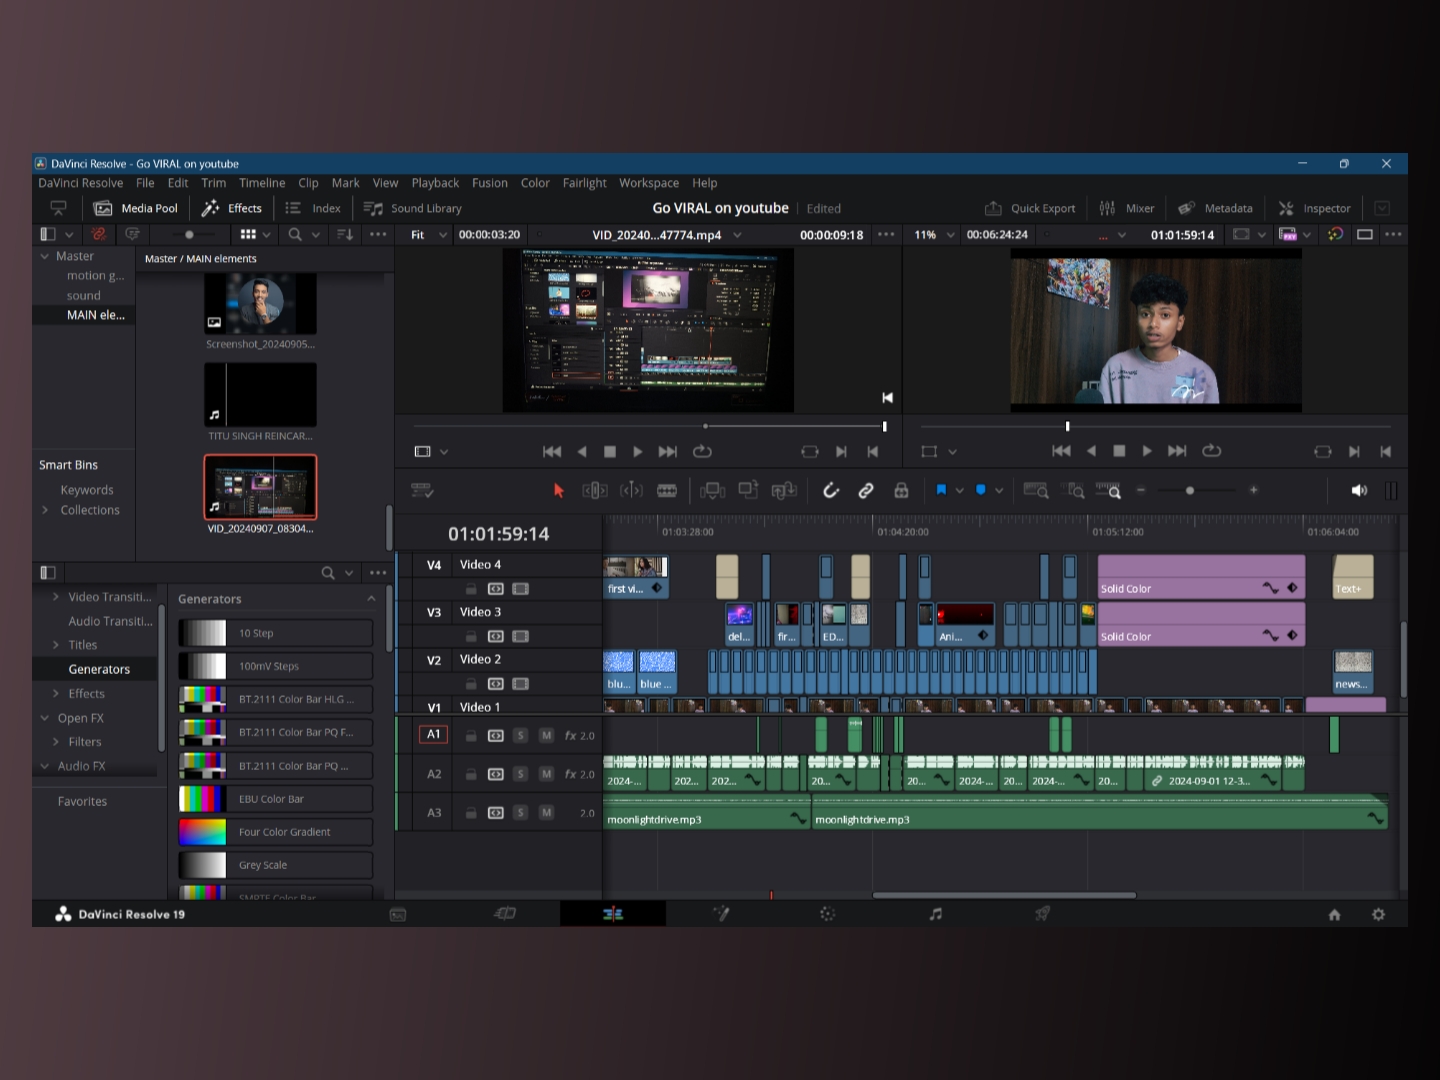 DaVinci Resolve - Go VIRAL on youtube
DaVinci Resolve File Edit Trim Timeline Clip Mark View Playback Fusion Color Fairlight Workspace Help
Media Pool Effects Index Sound Library Go VIRAL on youtube Edited Quick Export Mixer Metadata Inspector
Fit 00:00:03:20 VID_20240...47774.mp4 00:00:09:18 11% 00:06:24:24 ... 01:01:59:14
Master
motion g...
sound
MAIN ele...
Master / MAIN elements
Screenshot_20240905...
TITU SINGH REINCAR...
VID_20240907_08304...
Smart Bins
Keywords
Collections
01:01:59:14
01:03:28:00 01:04:20:00 01:05:12:00 01:06:04:00
V4 Video 4
first vi... Solid Color Text+
V3 Video 3
del... fir... ED... Ani... Solid Color
V2 Video 2
blu... blue ... news...
V1 Video 1
A1 S M fx 2.0
A2 S M fx 2.0
2024-... 202... 202... 20... 20... 2024-... 20... 2024-... 20... 2024-09-01 12-3...
A3 S M 2.0
moonlightdrive.mp3 moonlightdrive.mp3
Video Transiti...
Audio Transiti...
Titles
Generators
Effects
Open FX
Filters
Audio FX
Favorites
Generators
10 Step
100mV Steps
BT.2111 Color Bar HLG ...
BT.2111 Color Bar PQ F...
BT.2111 Color Bar PQ ...
EBU Color Bar
Four Color Gradient
Grey Scale
SMPTE Color Bar
DaVinci Resolve 19